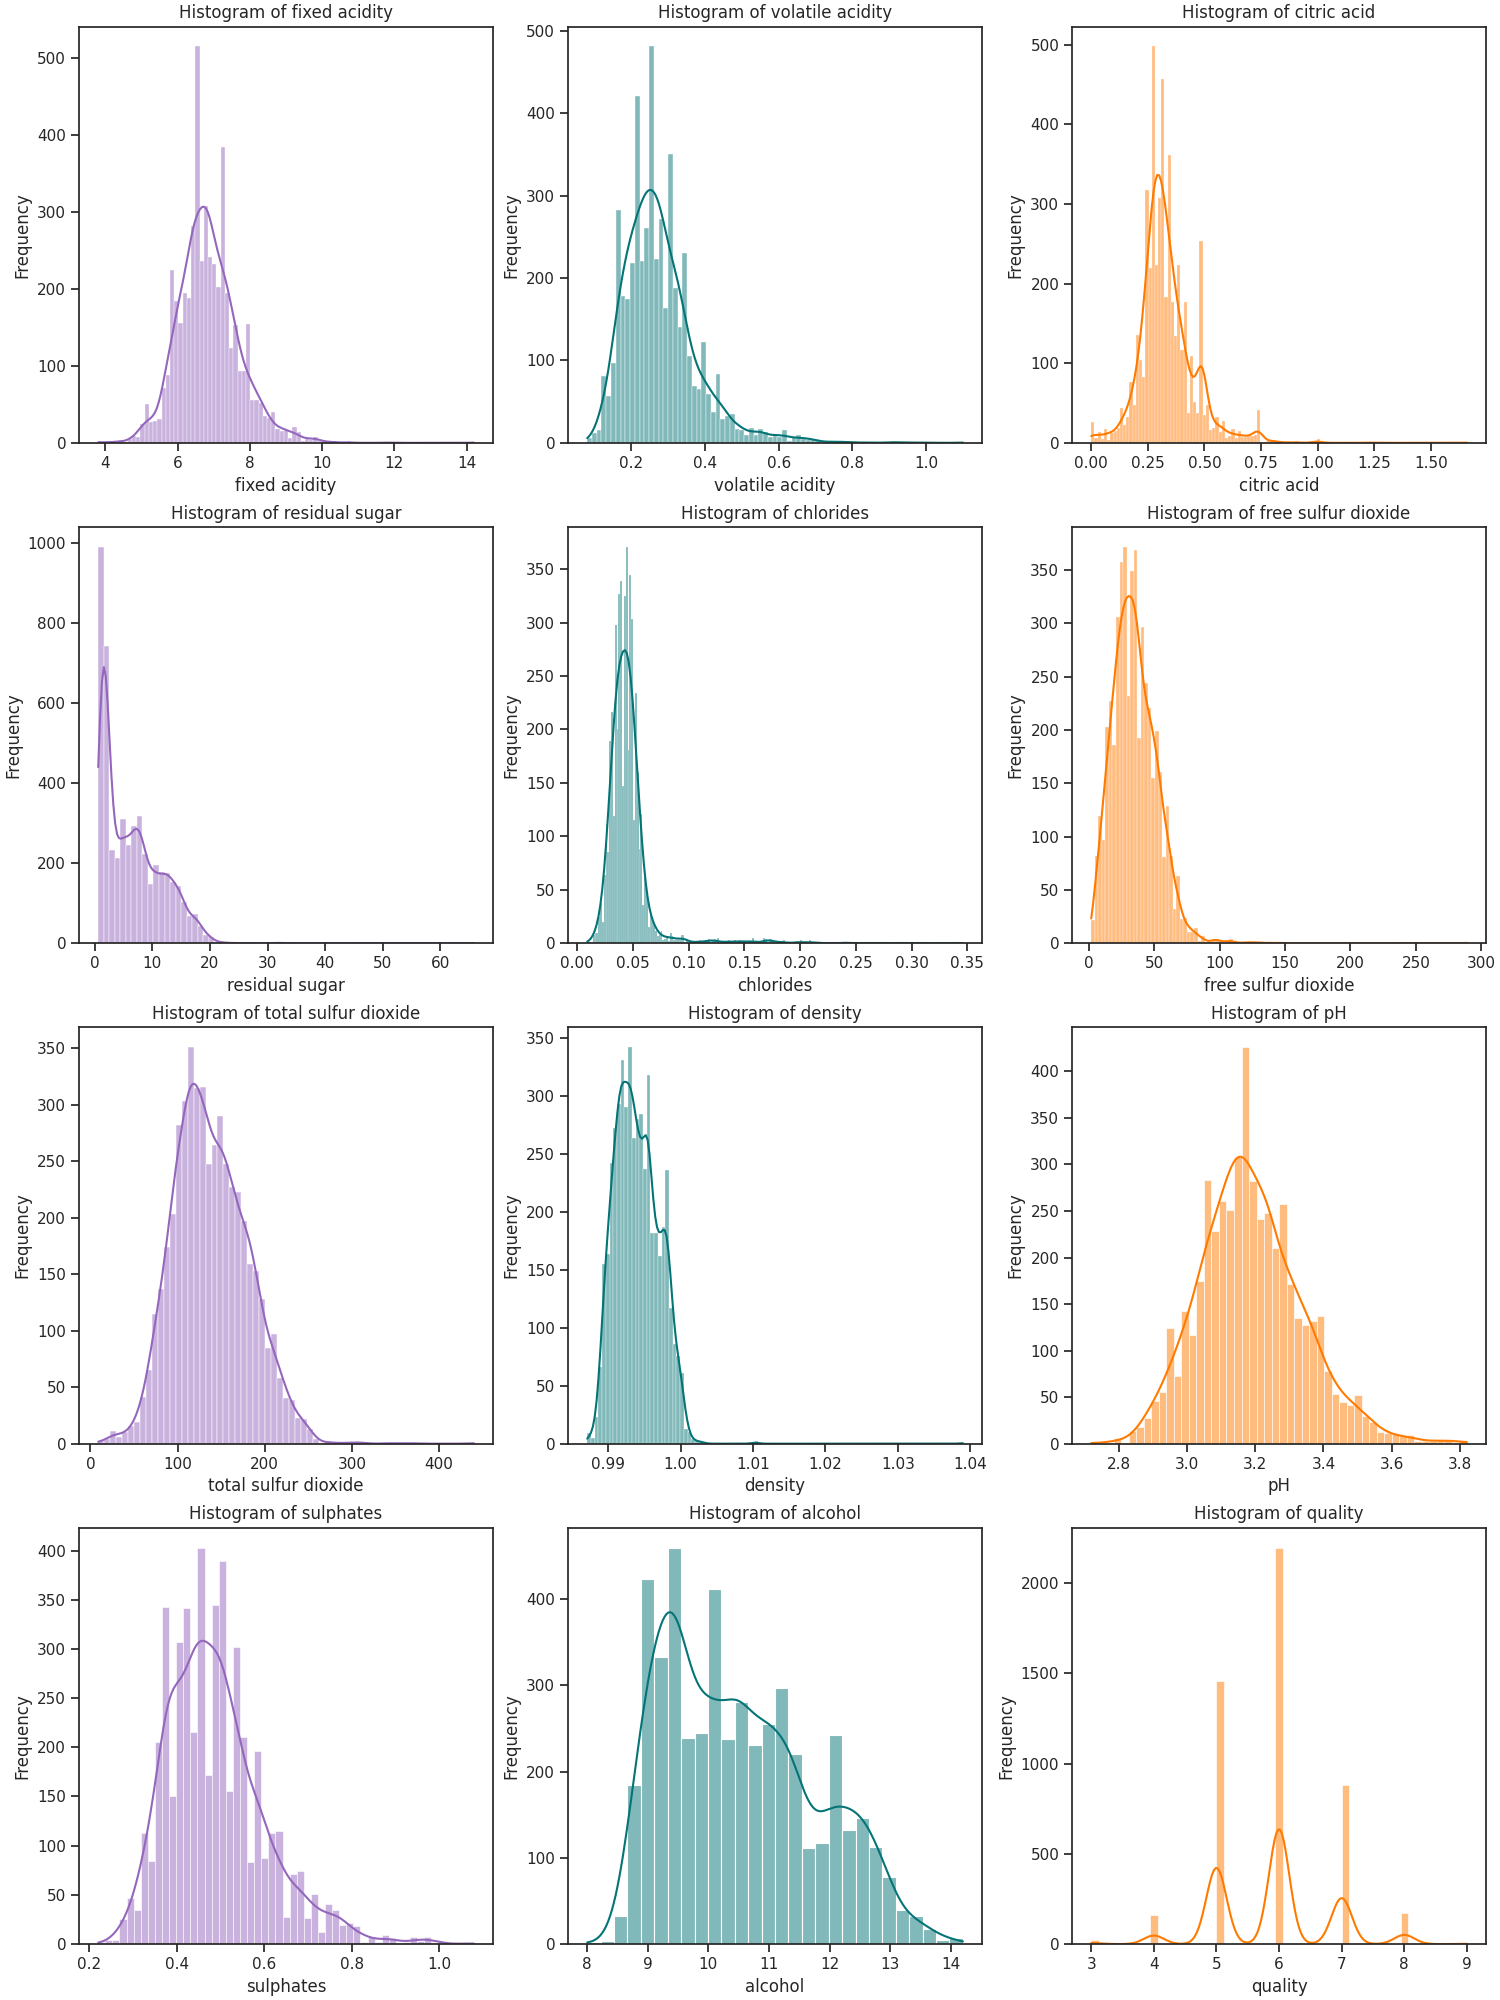 Histogram of fixed acidity
Frequency
0
100
200
300
400
500
4 6 8 10 12 14
fixed acidity
Histogram of volatile acidity
Frequency
0
100
200
300
400
500
0.2 0.4 0.6 0.8 1.0
volatile acidity
Histogram of citric acid
Frequency
0
100
200
300
400
500
0.00 0.25 0.50 0.75 1.00 1.25 1.50
citric acid
Histogram of residual sugar
Frequency
0
200
400
600
800
1000
0 10 20 30 40 50 60
residual sugar
Histogram of chlorides
Frequency
0
50
100
150
200
250
300
350
0.00 0.05 0.10 0.15 0.20 0.25 0.30 0.35
chlorides
Histogram of free sulfur dioxide
Frequency
0
50
100
150
200
250
300
350
0 50 100 150 200 250 300
free sulfur dioxide
Histogram of total sulfur dioxide
Frequency
0
50
100
150
200
250
300
350
0 100 200 300 400
total sulfur dioxide
Histogram of density
Frequency
0
50
100
150
200
250
300
350
0.99 1.00 1.01 1.02 1.03 1.04
density
Histogram of pH
Frequency
0
50
100
150
200
250
300
350
400
2.8 3.0 3.2 3.4 3.6 3.8
pH
Histogram of sulphates
Frequency
0
50
100
150
200
250
300
350
400
0.2 0.4 0.6 0.8 1.0
sulphates
Histogram of alcohol
Frequency
0
100
200
300
400
8 9 10 11 12 13 14
alcohol
Histogram of quality
Frequency
0
500
1000
1500
2000
3 4 5 6 7 8 9
quality